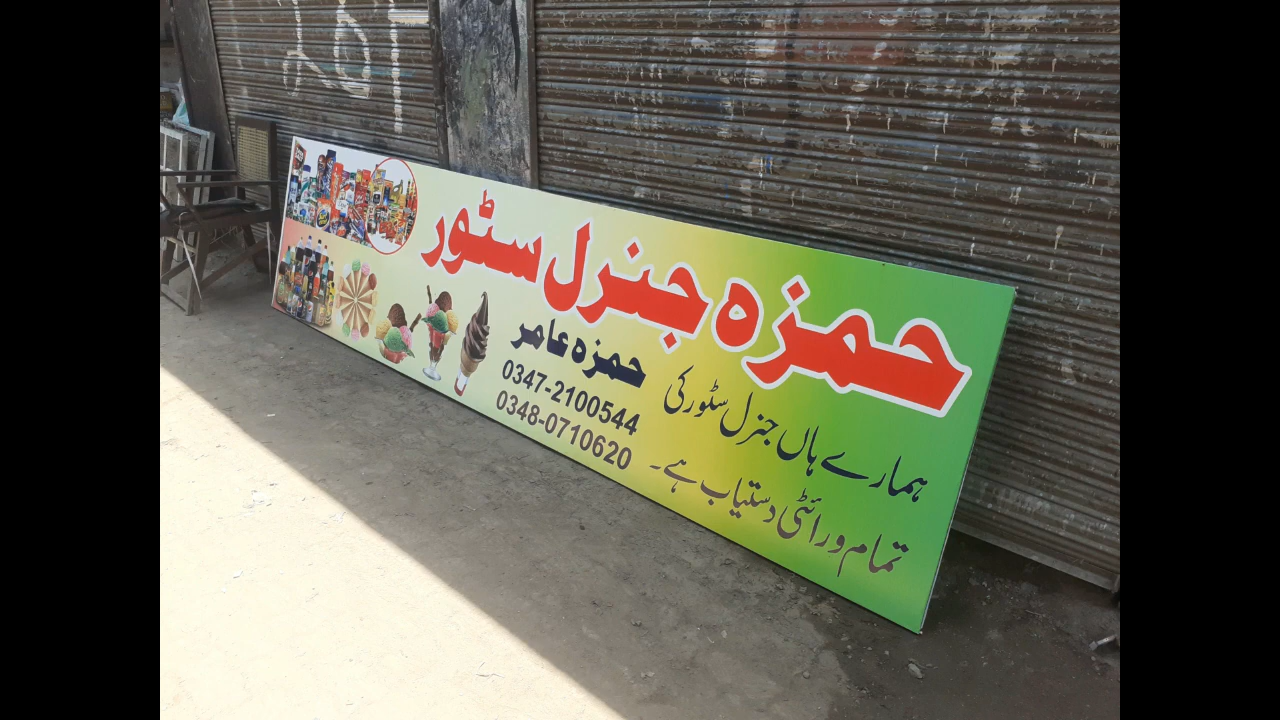 حمزہ جنرل سٹور
ہمارے ہاں جنرل سٹور کی
تمام ورائٹی دستیاب ہے۔
حمزہ عامر
0347-2100544
0348-0710620